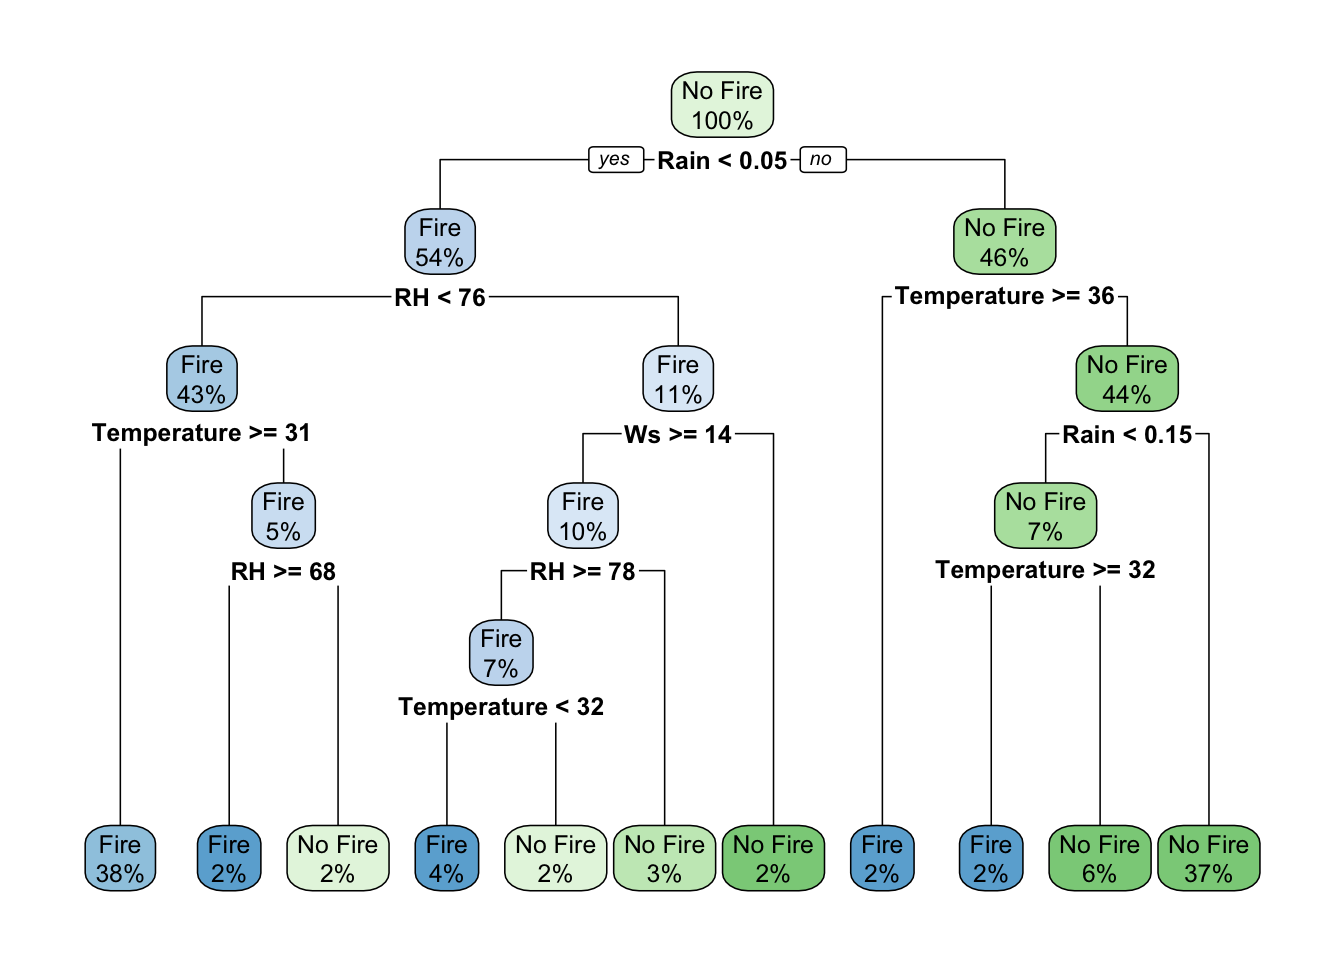 No Fire
100%
yes Rain < 0.05 no
Fire
54%
No Fire
46%
RH < 76
Temperature >= 36
Fire
43%
Fire
11%
No Fire
44%
Temperature >= 31
Ws >= 14
Rain < 0.15
Fire
5%
Fire
10%
No Fire
7%
RH >= 68
RH >= 78
Temperature >= 32
Fire
7%
Temperature < 32
Fire
38%
Fire
2%
No Fire
2%
Fire
4%
No Fire
2%
No Fire
3%
No Fire
2%
Fire
2%
Fire
2%
No Fire
6%
No Fire
37%